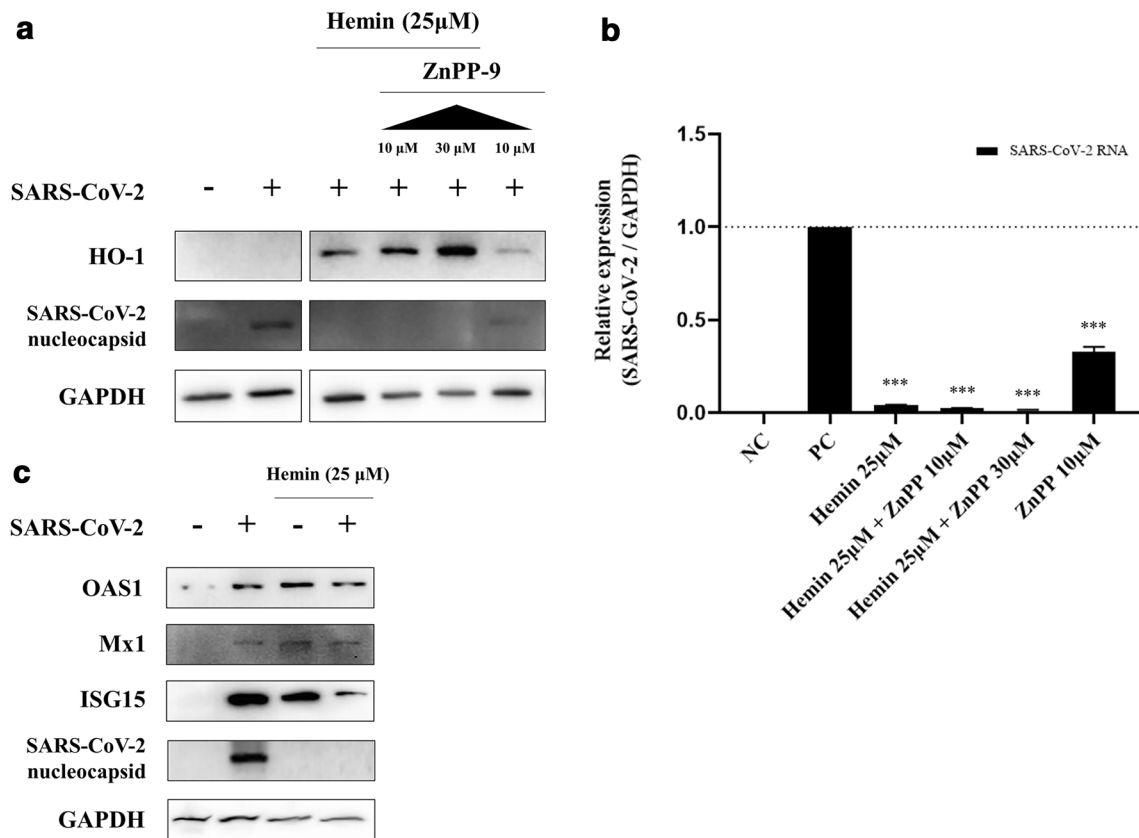 a
Hemin (25μM)
ZnPP-9
10 μM 30 μM 10 μM
SARS-CoV-2 - + + + + +
HO-1
SARS-CoV-2
nucleocapsid
GAPDH
b
Relative expression
(SARS-CoV-2 / GAPDH)
1.5
1.0
0.5
0.0
SARS-CoV-2 RNA
*** *** *** ***
NC
PC
Hemin 25μM
Hemin 25μM + ZnPP 10μM
Hemin 25μM + ZnPP 30μM
ZnPP 10μM
c
Hemin (25 μM)
SARS-CoV-2 - + - +
OAS1
Mx1
ISG15
SARS-CoV-2
nucleocapsid
GAPDH